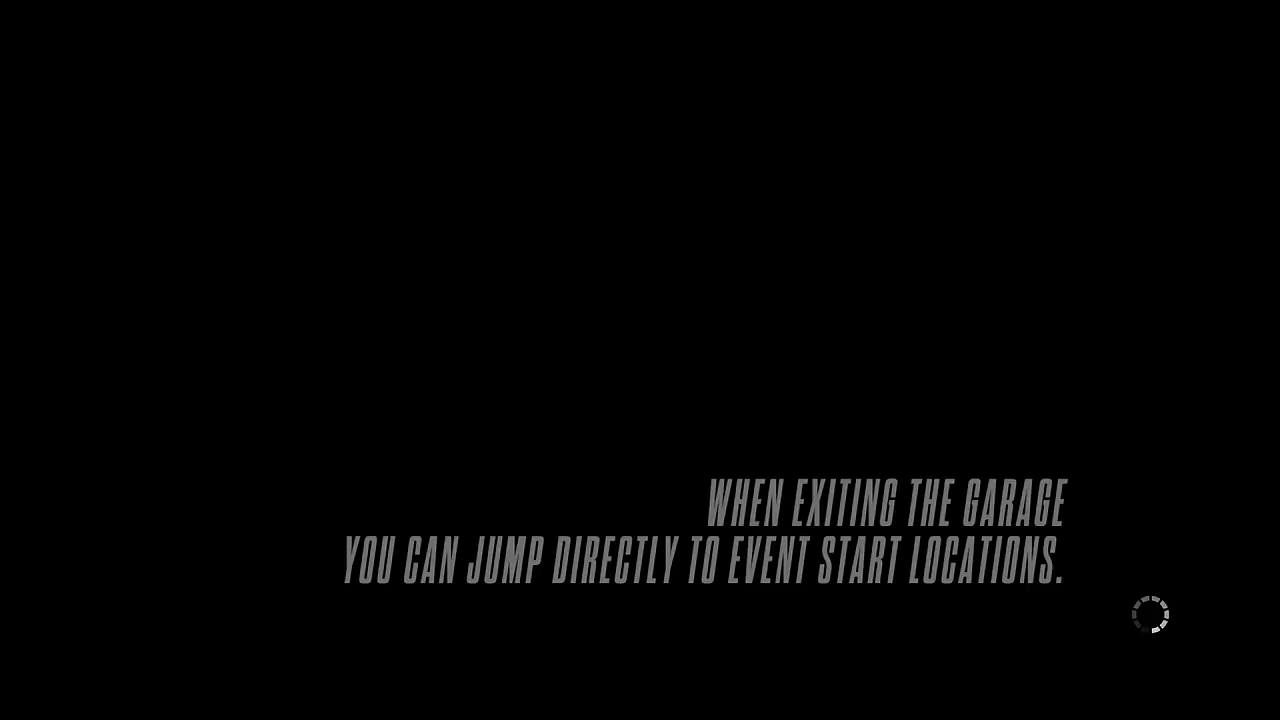 WHEN EXITING THE GARAGE
YOU CAN JUMP DIRECTLY TO EVENT START LOCATIONS.